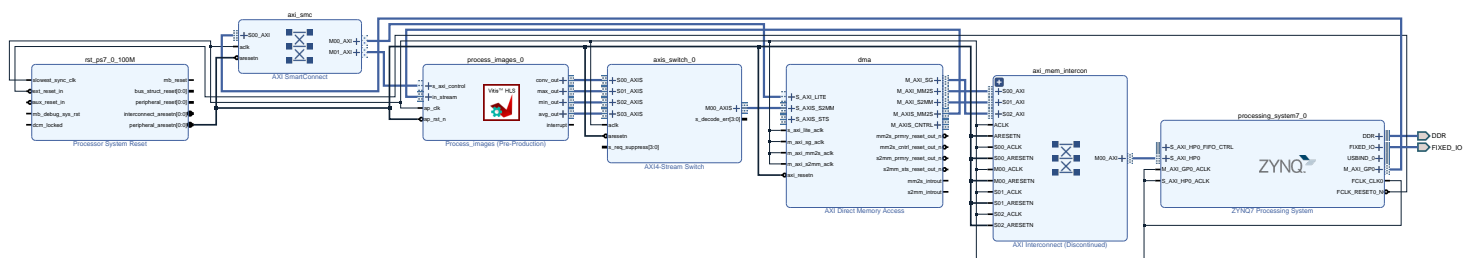 axi_smc
S00_AXI
aclk
aresetn
M00_AXI
M01_AXI
AXI SmartConnect
rst_ps7_0_100M
slowest_sync_clk
ext_reset_in
aux_reset_in
mb_debug_sys_rst
dcm_locked
mb_reset
bus_struct_reset[0:0]
peripheral_reset[0:0]
interconnect_aresetn[0:0]
peripheral_aresetn[0:0]
Processor System Reset
process_images_0
s_axi_control
in_stream
ap_clk
ap_rst_n
Vitis™ HLS
conv_out
max_out
min_out
avg_out
interrupt
Process_images (Pre-Production)
axis_switch_0
S00_AXIS
S01_AXIS
S02_AXIS
S03_AXIS
aclk
aresetn
s_req_suppress[3:0]
M00_AXIS
s_decode_err[3:0]
AXI4-Stream Switch
dma
S_AXI_LITE
S_AXIS_S2MM
S_AXIS_STS
s_axi_lite_aclk
m_axi_sg_aclk
m_axi_mm2s_aclk
m_axi_s2mm_aclk
axi_resetn
M_AXI_SG
M_AXI_MM2S
M_AXI_S2MM
M_AXIS_MM2S
M_AXIS_CNTRL
mm2s_prmry_reset_out_n
mm2s_cntrl_reset_out_n
s2mm_prmry_reset_out_n
s2mm_sts_reset_out_n
mm2s_introut
s2mm_introut
AXI Direct Memory Access
axi_mem_intercon
S00_AXI
S01_AXI
S02_AXI
ACLK
ARESETN
S00_ACLK
S00_ARESETN
M00_ACLK
M00_ARESETN
S01_ACLK
S01_ARESETN
S02_ACLK
S02_ARESETN
M00_AXI
AXI Interconnect (Discontinued)
processing_system7_0
S_AXI_HP0_FIFO_CTRL
S_AXI_HP0
M_AXI_GP0_ACLK
S_AXI_HP0_ACLK
ZYNQ
DDR
FIXED_IO
USBIND_0
M_AXI_GP0
FCLK_CLK0
FCLK_RESET0_N
ZYNQ7 Processing System
DDR
FIXED_IO